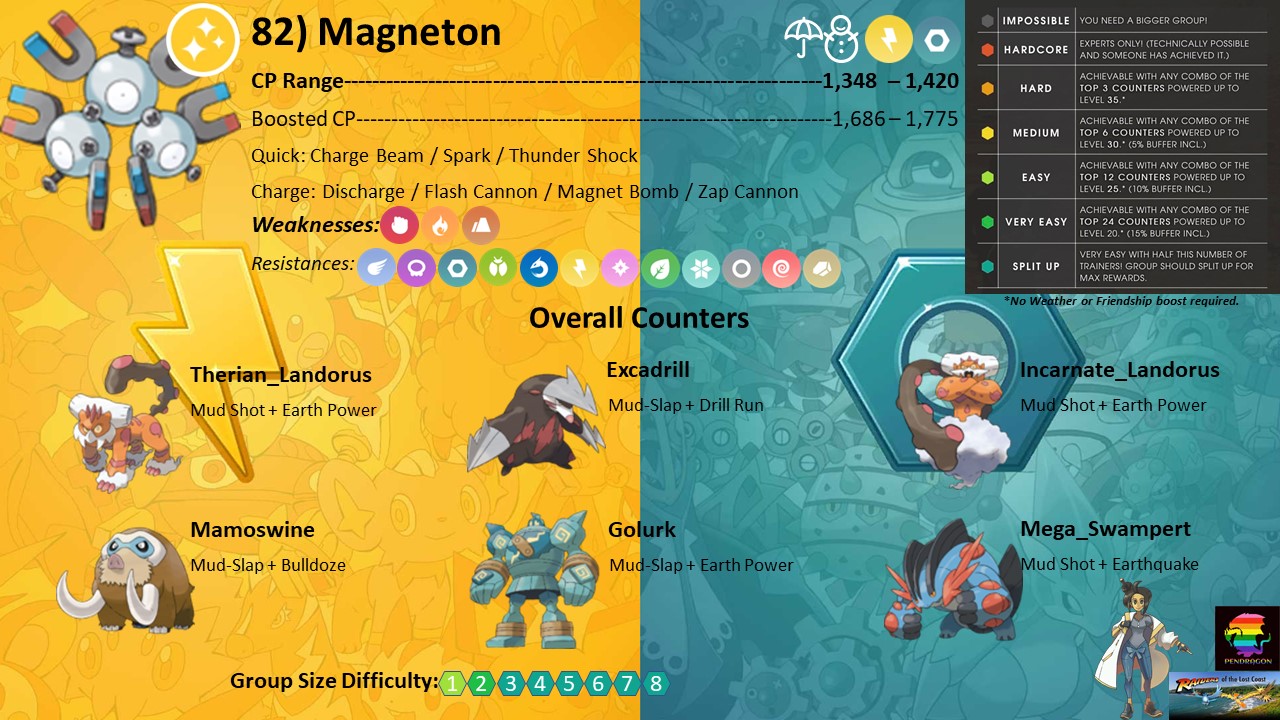 82) Magneton
CP Range------------------------------------------------------------------1,348 – 1,420
Boosted CP------------------------------------------------------------------1,686 – 1,775
Quick: Charge Beam / Spark / Thunder Shock
Charge: Discharge / Flash Cannon / Magnet Bomb / Zap Cannon
Weaknesses:
Resistances:
IMPOSSIBLE YOU NEED A BIGGER GROUP!
HARDCORE EXPERTS ONLY! (TECHNICALLY POSSIBLE
AND SOMEONE HAS ACHIEVED IT.)
HARD ACHIEVABLE WITH ANY COMBO OF THE
TOP 3 COUNTERS POWERED UP TO
LEVEL 35.*
MEDIUM ACHIEVABLE WITH ANY COMBO OF THE
TOP 6 COUNTERS POWERED UP TO
LEVEL 30.* (5% BUFFER INCL.)
EASY ACHIEVABLE WITH ANY COMBO OF THE
TOP 12 COUNTERS POWERED UP TO
LEVEL 25.* (10% BUFFER INCL.)
VERY EASY ACHIEVABLE WITH ANY COMBO OF THE
TOP 24 COUNTERS POWERED UP TO
LEVEL 20.* (15% BUFFER INCL.)
SPLIT UP VERY EASY WITH HALF THIS NUMBER OF
TRAINERS! GROUP SHOULD SPLIT UP FOR
MAX REWARDS.
*No Weather or Friendship boost required.
Overall Counters
Therian_Landorus
Mud Shot + Earth Power
Excadrill
Mud-Slap + Drill Run
Incarnate_Landorus
Mud Shot + Earth Power
Mamoswine
Mud-Slap + Bulldoze
Golurk
Mud-Slap + Earth Power
Mega_Swampert
Mud Shot + Earthquake
Group Size Difficulty: 1 2 3 4 5 6 7 8
PENDRAGON
RAIDERS of the Lost Coast